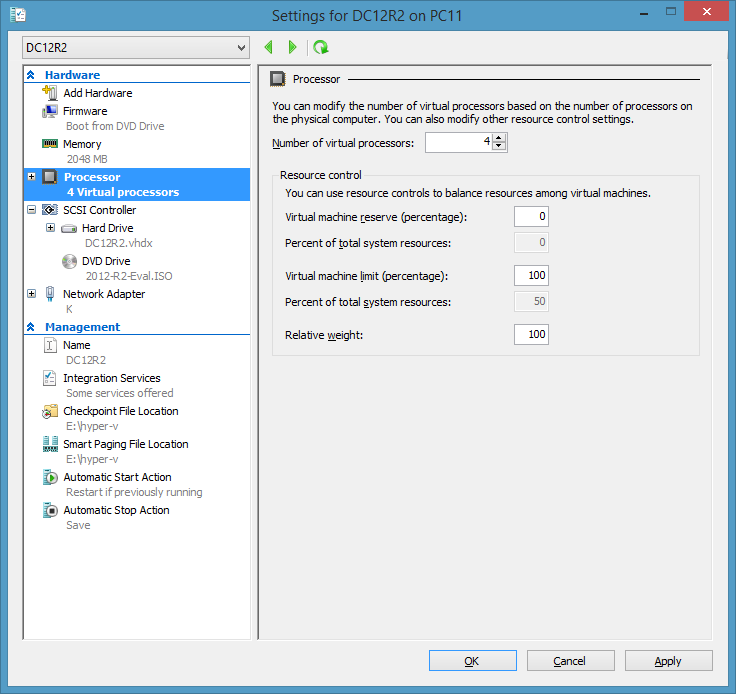 Settings for DC12R2 on PC11
DC12R2
Hardware
Add Hardware
Firmware
Boot from DVD Drive
Memory
2048 MB
Processor
4 Virtual processors
SCSI Controller
Hard Drive
DC12R2.vhdx
DVD Drive
2012-R2-Eval.ISO
Network Adapter
K
Management
Name
DC12R2
Integration Services
Some services offered
Checkpoint File Location
E:\hyper-v
Smart Paging File Location
E:\hyper-v
Automatic Start Action
Restart if previously running
Automatic Stop Action
Save
Processor
You can modify the number of virtual processors based on the number of processors on
the physical computer. You can also modify other resource control settings.
Number of virtual processors: 4
Resource control
You can use resource controls to balance resources among virtual machines.
Virtual machine reserve (percentage): 0
Percent of total system resources: 0
Virtual machine limit (percentage): 100
Percent of total system resources: 50
Relative weight: 100
OK Cancel Apply